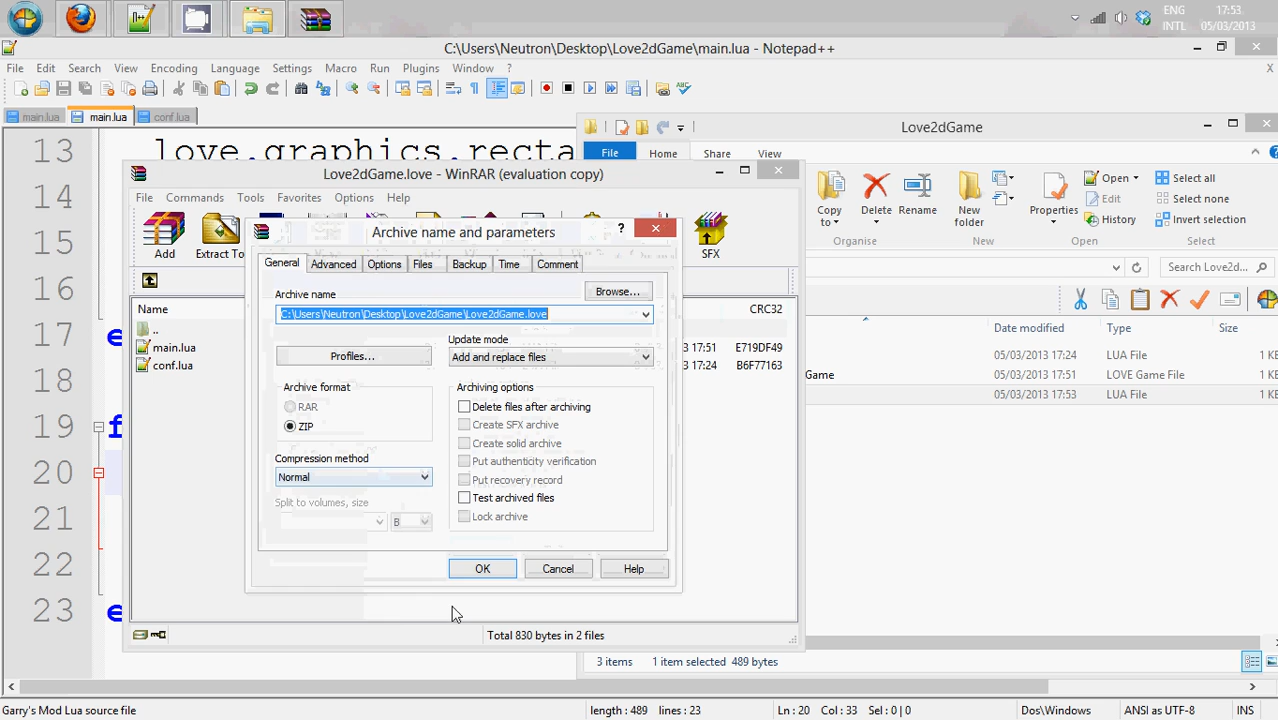 ENG
INTL
17:53
05/03/2013
C:\Users\Neutron\Desktop\Love2dGame\main.lua - Notepad++
File Edit Search View Encoding Language Settings Macro Run Plugins Window ?
X
main.lua
main.lua
conf.lua
13 love.graphics.recta
14
15
16
17 e
18
19 f
20
21
22
23 e
Love2dGame
File Home Share View
Copy to
Delete
Rename
New folder
Properties
Open
Edit
History
Select all
Select none
Invert selection
Organise
New
Open
Select
Search Love2d...
Date modified Type Size
05/03/2013 17:24 LUA File 1 KE
Game 05/03/2013 17:51 LOVE Game File 1 KE
05/03/2013 17:53 LUA File 1 KE
3 items 1 item selected 489 bytes
Love2dGame.love - WinRAR (evaluation copy)
File Commands Tools Favorites Options Help
Add
Extract To
SFX
Name
CRC32
..
main.lua
17:51 E719DF49
conf.lua
17:24 B6F77163
Total 830 bytes in 2 files
Archive name and parameters
?
General Advanced Options Files Backup Time Comment
Archive name
Browse...
C:\Users\Neutron\Desktop\Love2dGame\Love2dGame.love
Profiles...
Update mode
Add and replace files
Archive format
RAR
ZIP
Compression method
Normal
Split to volumes, size
B
Archiving options
Delete files after archiving
Create SFX archive
Create solid archive
Put authenticity verification
Put recovery record
Test archived files
Lock archive
OK
Cancel
Help
Garry's Mod Lua source file
length : 489 lines : 23
Ln : 20 Col : 33 Sel : 0 | 0
Dos\Windows
ANSI as UTF-8
INS